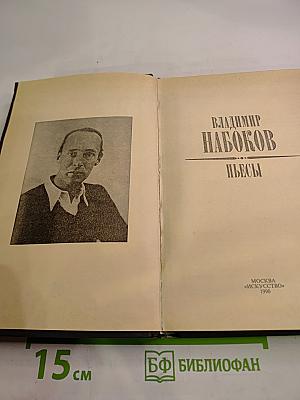 ВЛАДИМИР
НАБОКОВ
ПЬЕСЫ
МОСКВА
«ИСКУССТВО»
1990
15 см
БФ БИБЛИОФАН